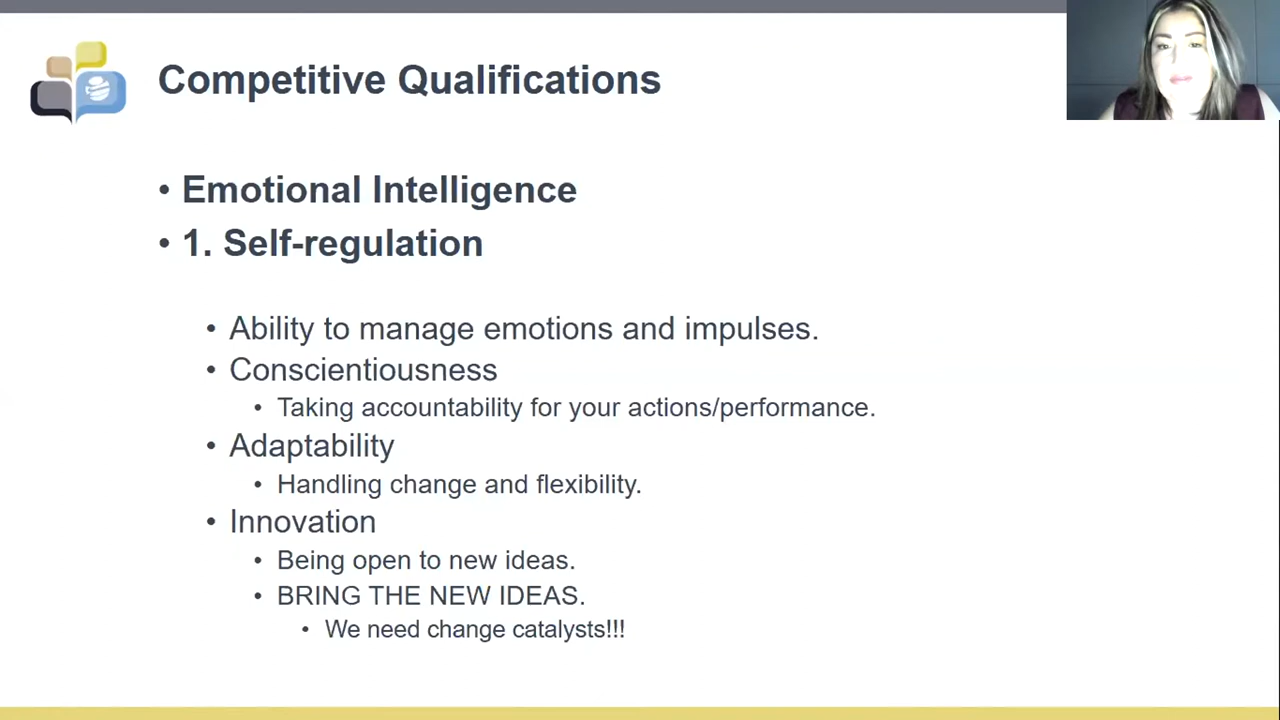 Competitive Qualifications
• Emotional Intelligence
• 1. Self-regulation
• Ability to manage emotions and impulses.
• Conscientiousness
• Taking accountability for your actions/performance.
• Adaptability
• Handling change and flexibility.
• Innovation
• Being open to new ideas.
• BRING THE NEW IDEAS.
• We need change catalysts!!!